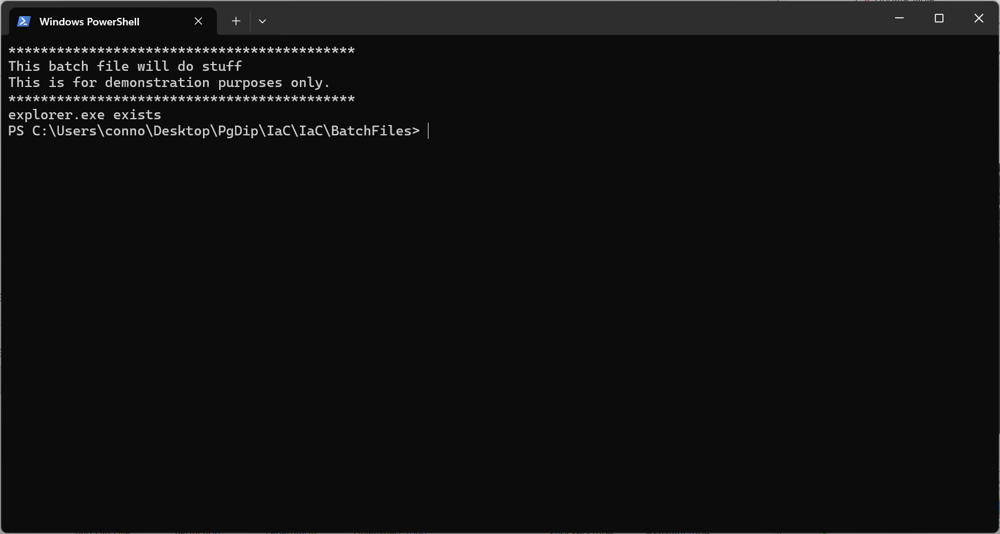 Windows PowerShell
*******************************************
This batch file will do stuff
This is for demonstration purposes only.
*******************************************
explorer.exe exists
PS C:\Users\conno\Desktop\PgDip\IaC\IaC\BatchFiles>